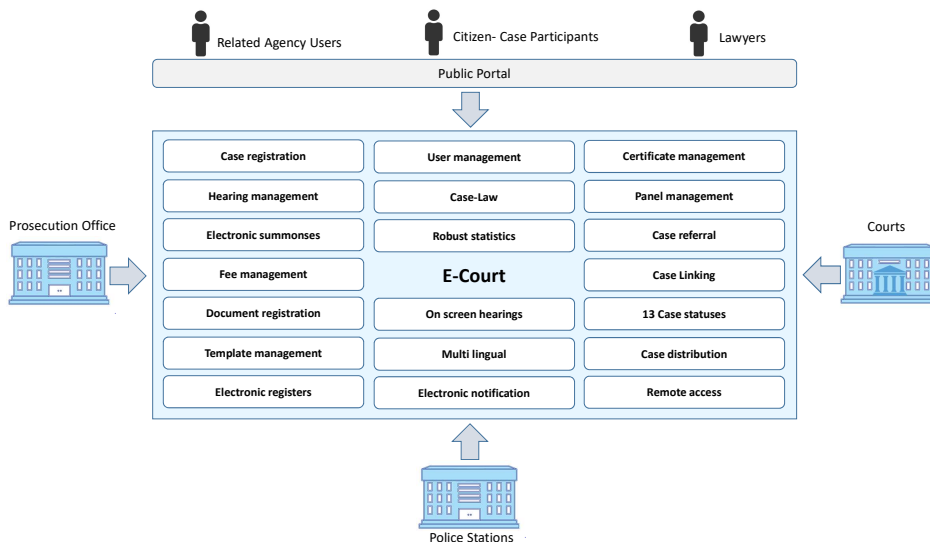 Related Agency Users
Citizen- Case Participants
Lawyers
Public Portal
Case registration
User management
Certificate management
Hearing management
Case-Law
Panel management
Prosecution Office
Electronic summonses
Robust statistics
Case referral
Courts
Fee management
E-Court
Case Linking
Document registration
On screen hearings
13 Case statuses
Template management
Multi lingual
Case distribution
Electronic registers
Electronic notification
Remote access
Police Stations